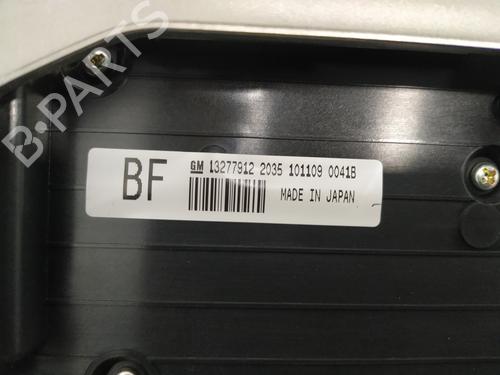 B-PARTS
BF
GM 13277912 2035 101109 0041B
MADE IN JAPAN